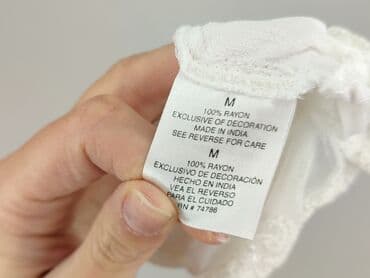 M
100% RAYON
EXCLUSIVE OF DECORATION
MADE IN INDIA
SEE REVERSE FOR CARE
M
100% RAYON
EXCLUSIVO DE DECORACIÓN
HECHO EN INDIA
VEA EL REVERSO
PARA EL CUIDADO
RN # 74786